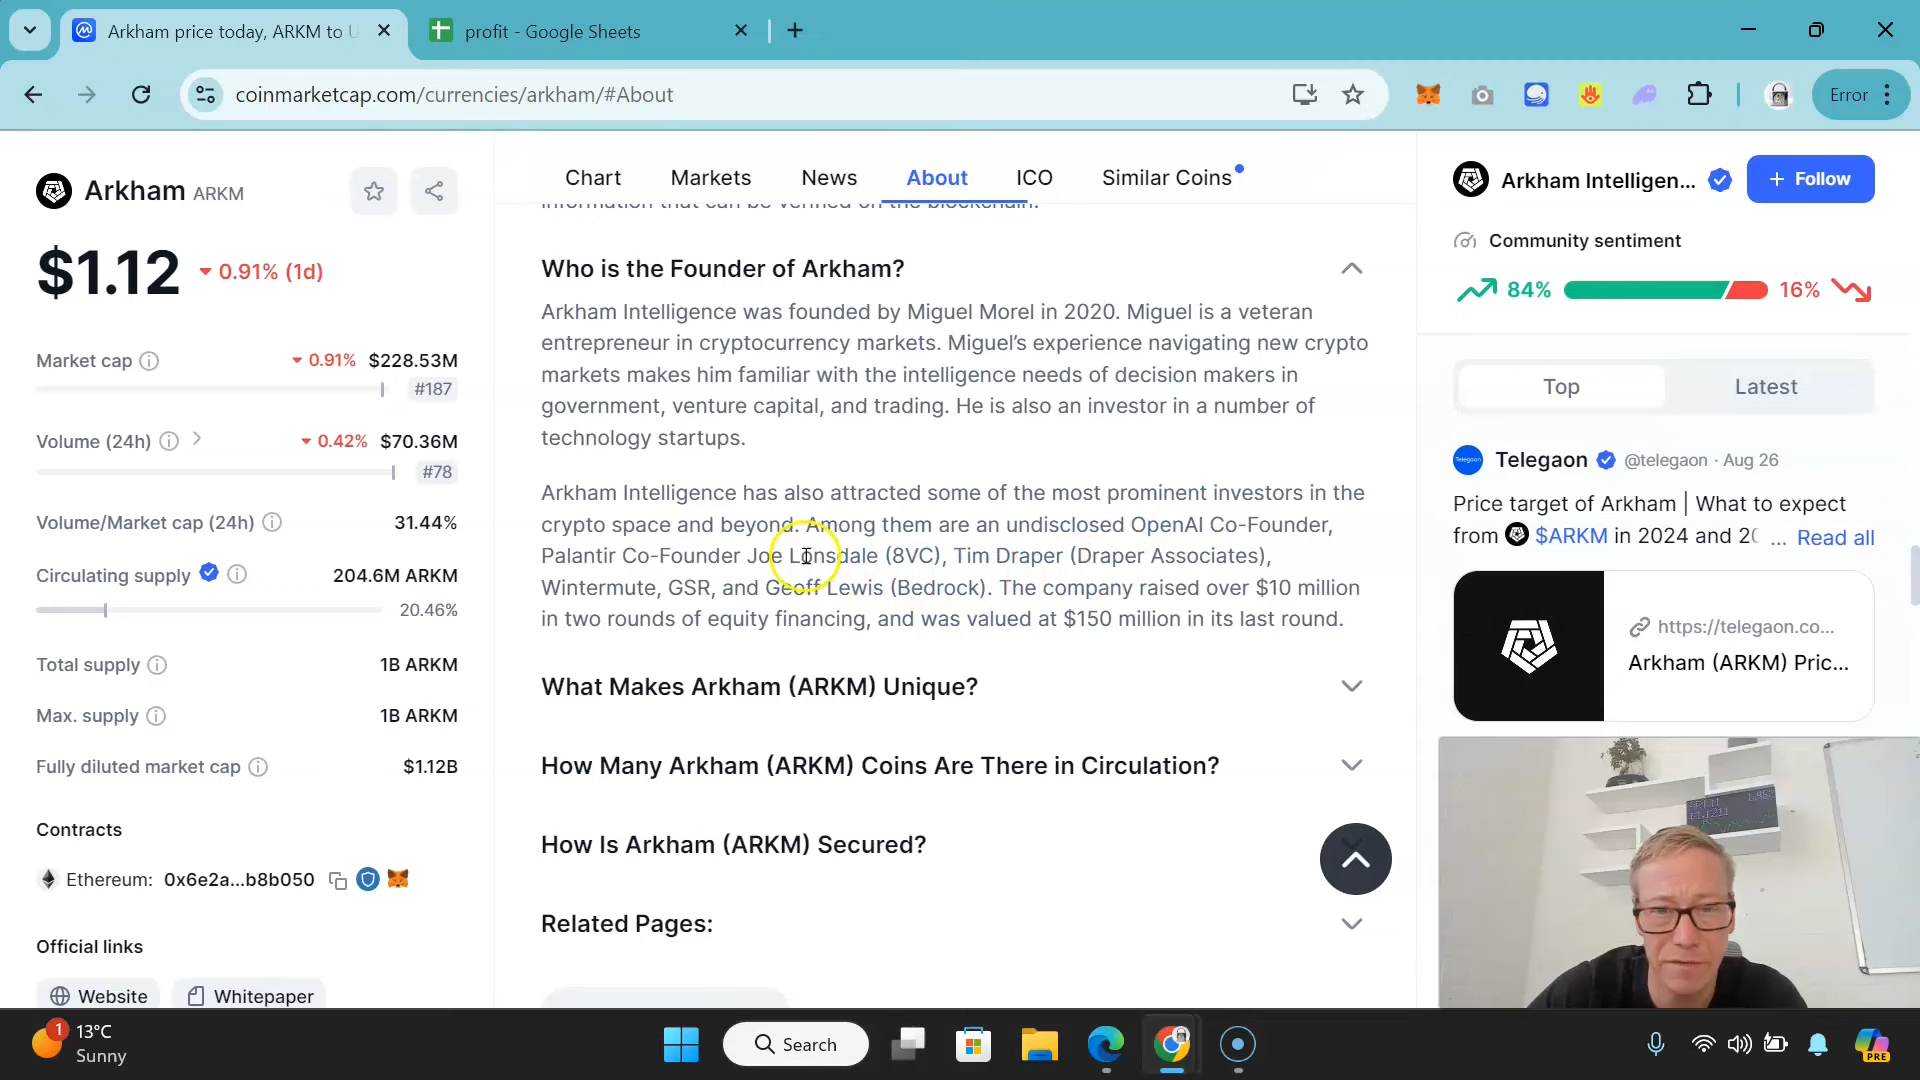 Arkham price today, ARKM to U
profit - Google Sheets
coinmarketcap.com/currencies/arkham/#About
Error
Arkham ARKM
$1.12 0.91% (1d)
Market cap 0.91% $228.53M
#187
Volume (24h) 0.42% $70.36M
#78
Volume/Market cap (24h) 31.44%
Circulating supply 204.6M ARKM
20.46%
Total supply 1B ARKM
Max. supply 1B ARKM
Fully diluted market cap $1.12B
Contracts
Ethereum: 0x6e2a...b8b050
Official links
Website Whitepaper
Chart Markets News About ICO Similar Coins
information that can be verified on the blockchain.
Who is the Founder of Arkham?
Arkham Intelligence was founded by Miguel Morel in 2020. Miguel is a veteran
entrepreneur in cryptocurrency markets. Miguel's experience navigating new crypto
markets makes him familiar with the intelligence needs of decision makers in
government, venture capital, and trading. He is also an investor in a number of
technology startups.
Arkham Intelligence has also attracted some of the most prominent investors in the
crypto space and beyond. Among them are an undisclosed OpenAI Co-Founder,
Palantir Co-Founder Joe Lonsdale (8VC), Tim Draper (Draper Associates),
Wintermute, GSR, and Geoff Lewis (Bedrock). The company raised over $10 million
in two rounds of equity financing, and was valued at $150 million in its last round.
What Makes Arkham (ARKM) Unique?
How Many Arkham (ARKM) Coins Are There in Circulation?
How Is Arkham (ARKM) Secured?
Related Pages:
Arkham Intelligen... + Follow
Community sentiment
84% 16%
Top Latest
Telegaon @telegaon · Aug 26
Price target of Arkham | What to expect
from $ARKM in 2024 and 20 ... Read all
https://telegaon.co...
Arkham (ARKM) Pric...
1
13°C
Sunny
Search
PRE